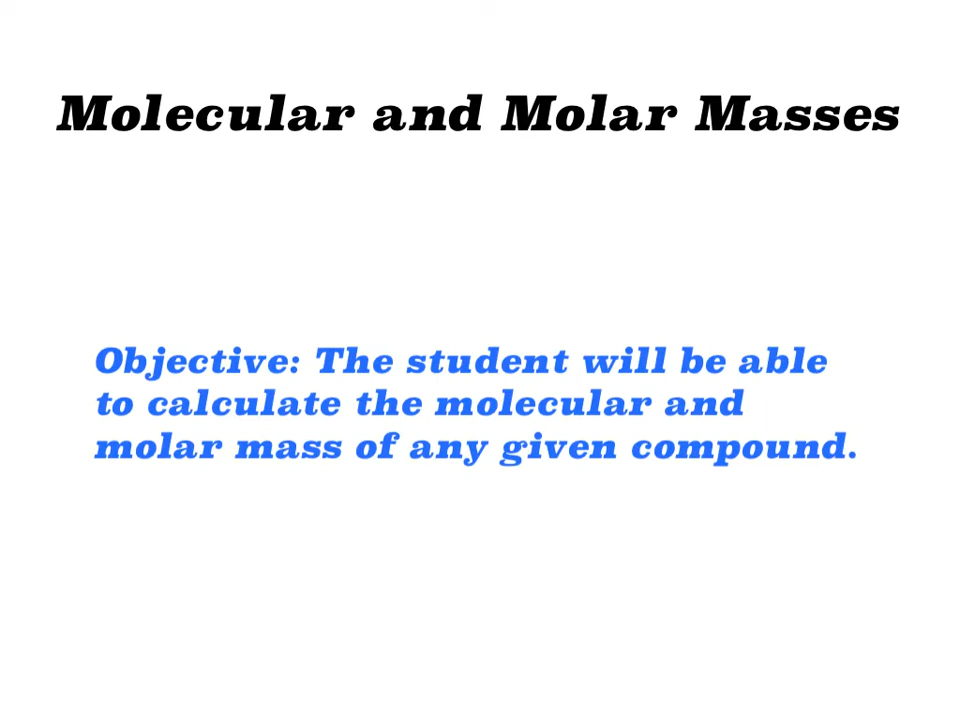 Molecular and Molar Masses
Objective: The student will be able
to calculate the molecular and
molar mass of any given compound.